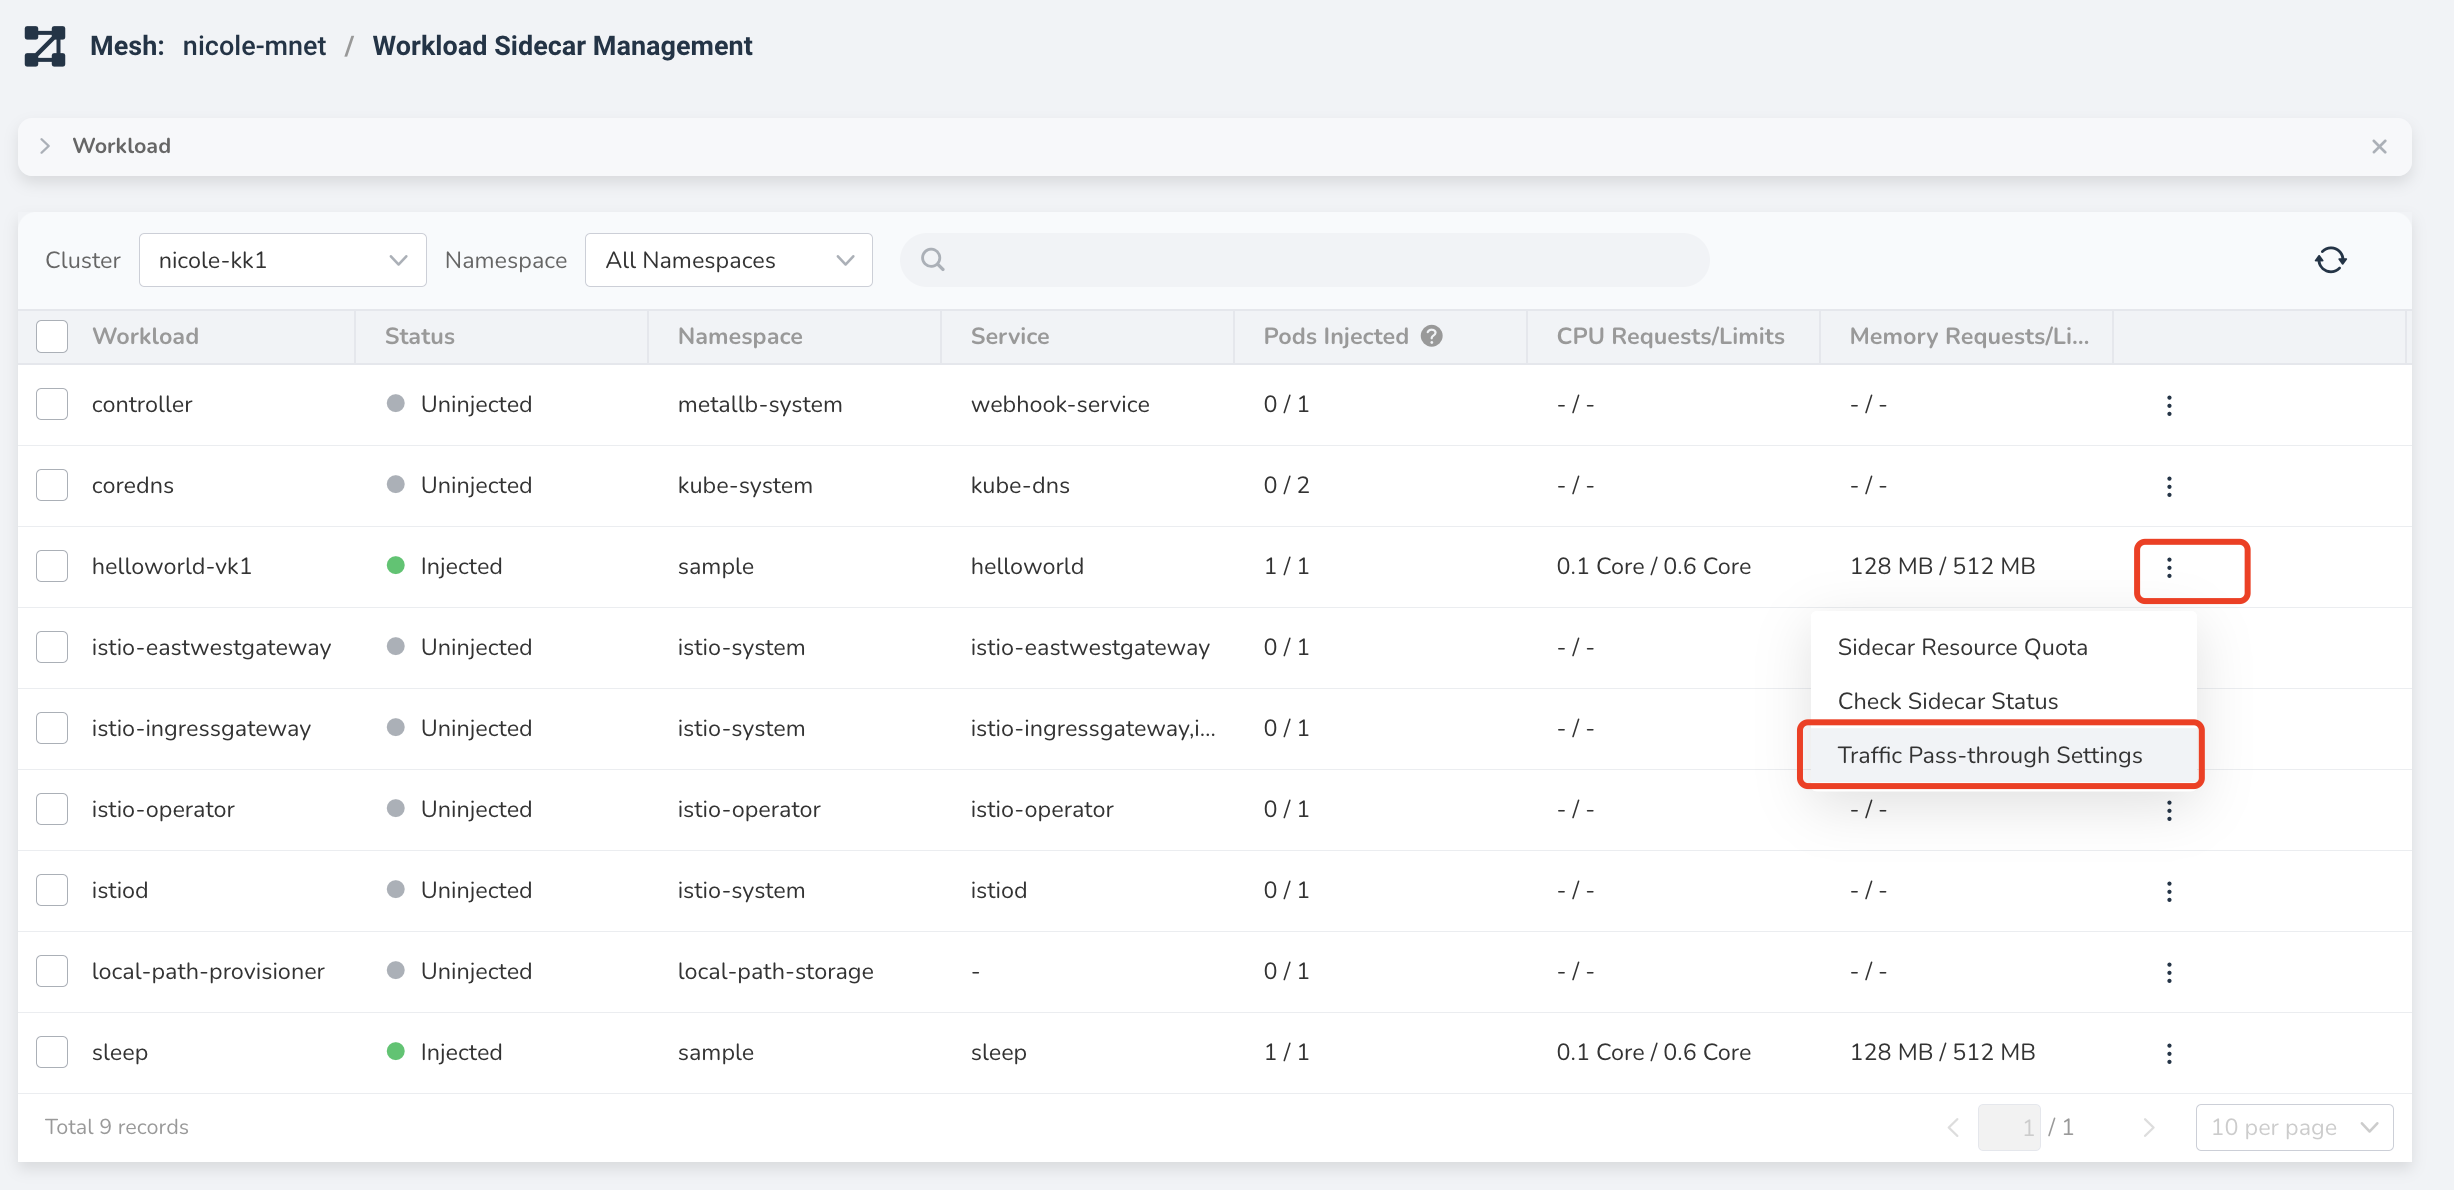 Mesh: nicole-mnet / Workload Sidecar Management
Workload
Cluster nicole-kk1 Namespace All Namespaces
Workload Status Namespace Service Pods Injected CPU Requests/Limits Memory Requests/Li...
controller Uninjected metallb-system webhook-service 0 / 1 - / - - / -
coredns Uninjected kube-system kube-dns 0 / 2 - / - - / -
helloworld-vk1 Injected sample helloworld 1 / 1 0.1 Core / 0.6 Core 128 MB / 512 MB
istio-eastwestgateway Uninjected istio-system istio-eastwestgateway 0 / 1 - / -
Sidecar Resource Quota
Check Sidecar Status
Traffic Pass-through Settings
istio-ingressgateway Uninjected istio-system istio-ingressgateway,i... 0 / 1 - / -
istio-operator Uninjected istio-operator istio-operator 0 / 1 - / - - / -
istiod Uninjected istio-system istiod 0 / 1 - / - - / -
local-path-provisioner Uninjected local-path-storage - 0 / 1 - / - - / -
sleep Injected sample sleep 1 / 1 0.1 Core / 0.6 Core 128 MB / 512 MB
Total 9 records 1 / 1 10 per page